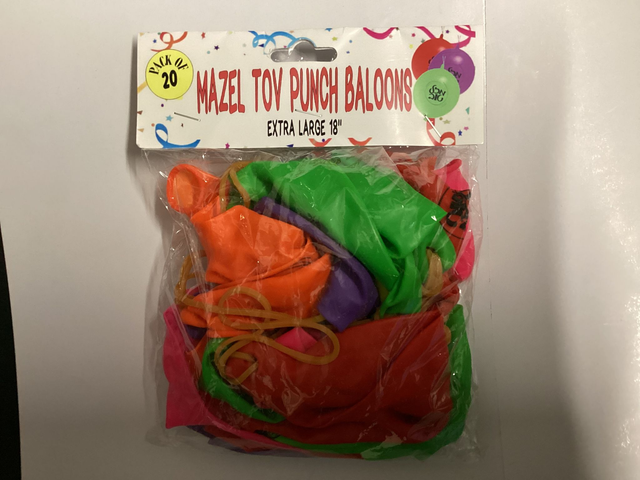 PACK OF
20
MAZEL TOV PUNCH BALOONS
EXTRA LARGE 18"